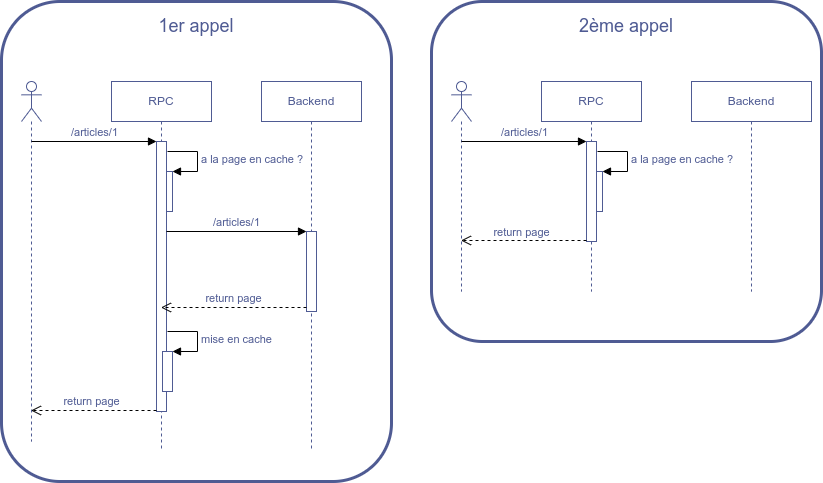 1er appel
RPC
Backend
/articles/1
a la page en cache ?
/articles/1
return page
mise en cache
return page
2ème appel
RPC
Backend
/articles/1
a la page en cache ?
return page